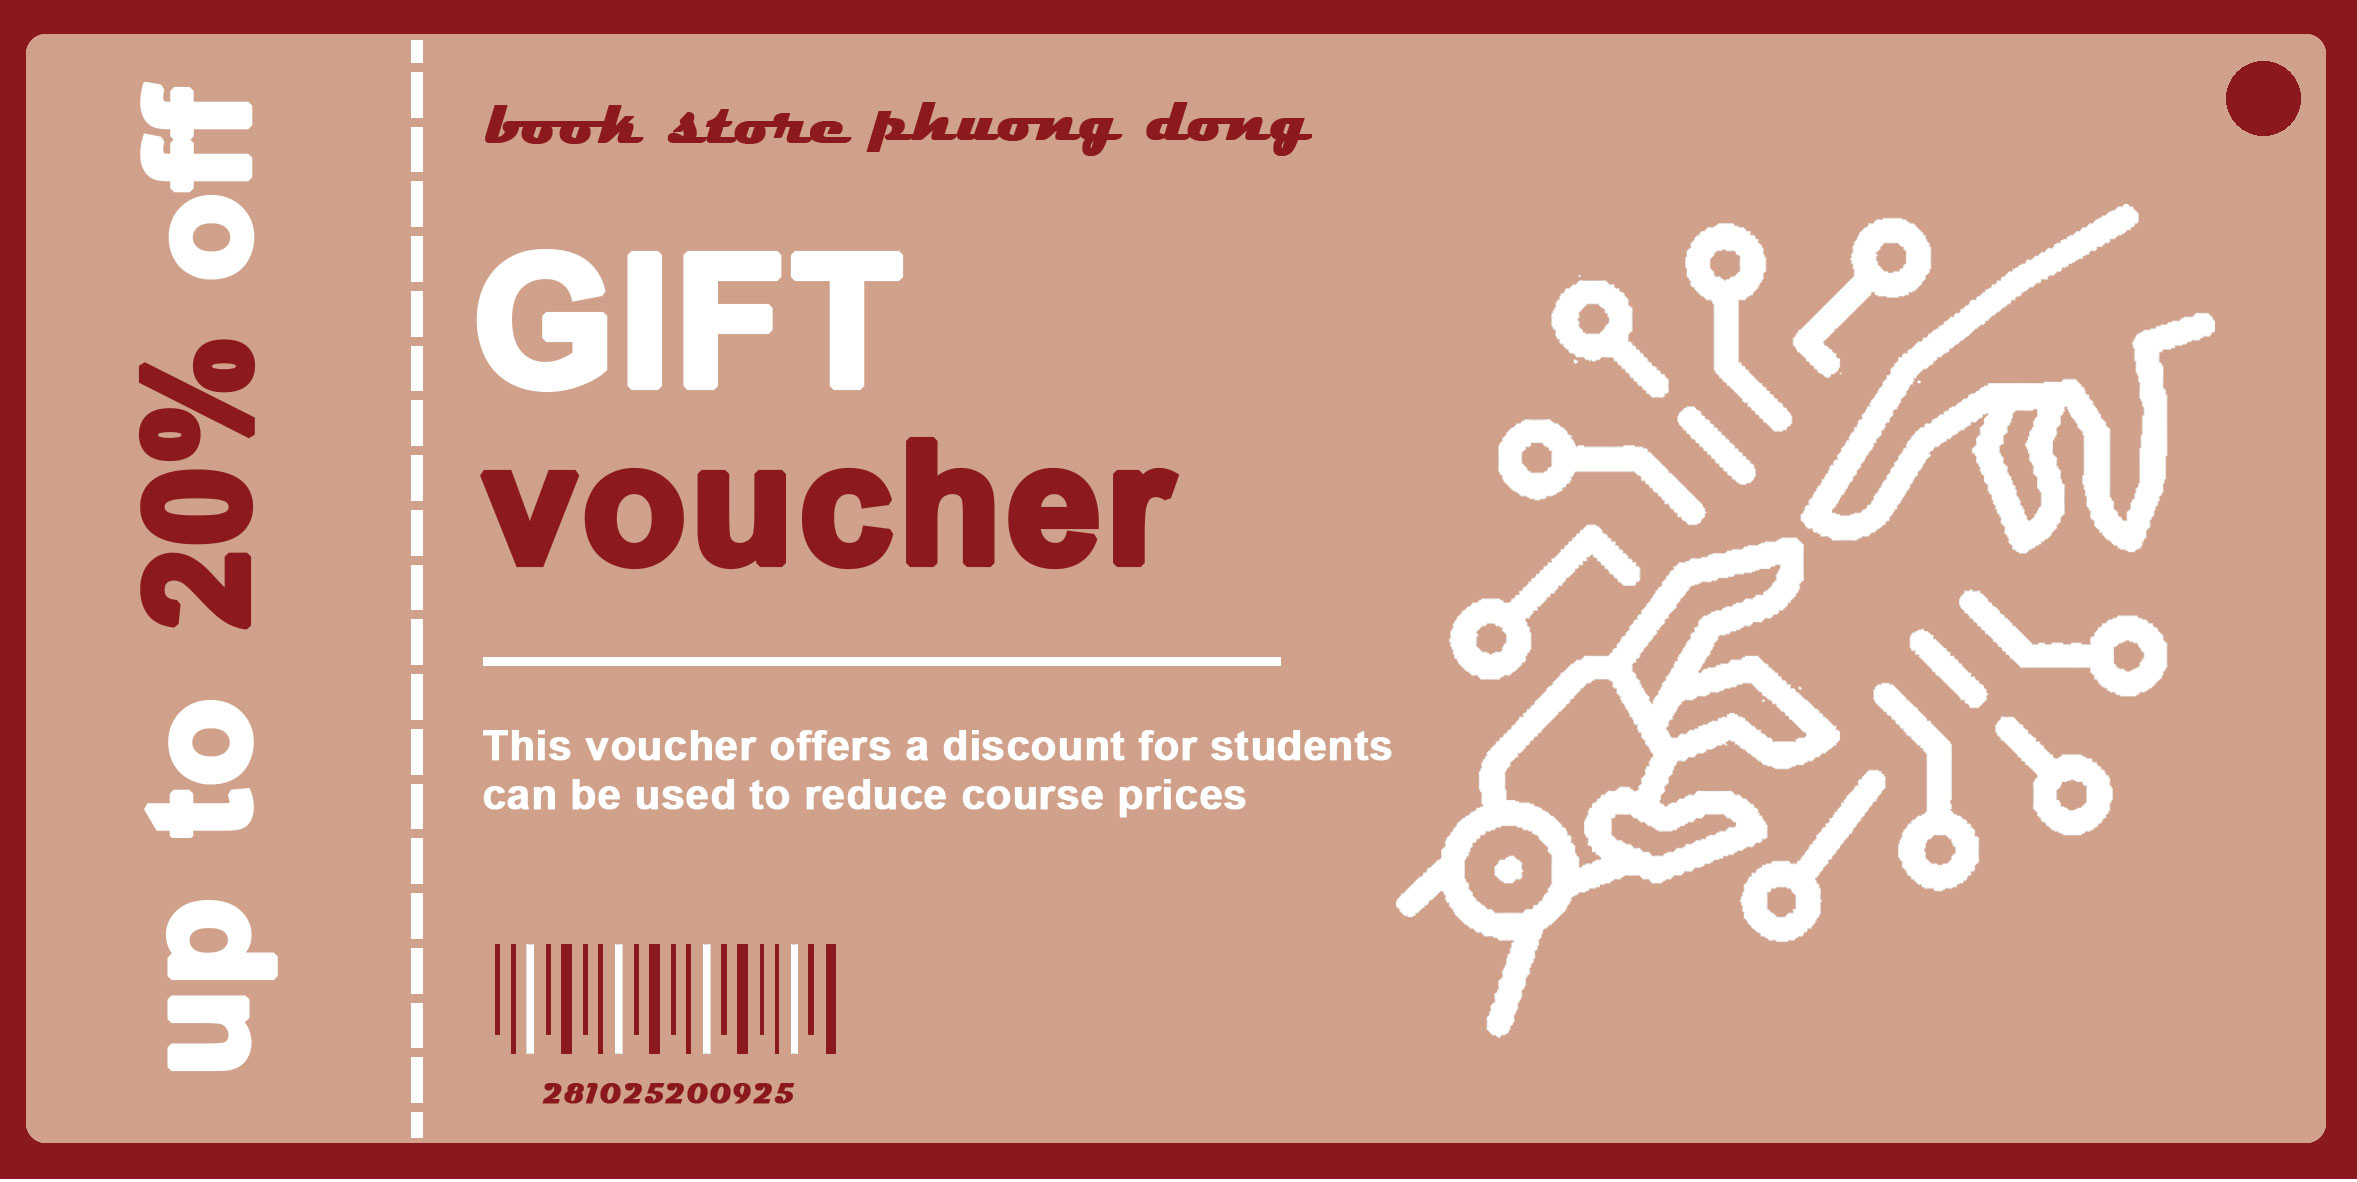 up to 20% off
book store phuong dong
GIFT
voucher
This voucher offers a discount for students
can be used to reduce course prices
281025200925